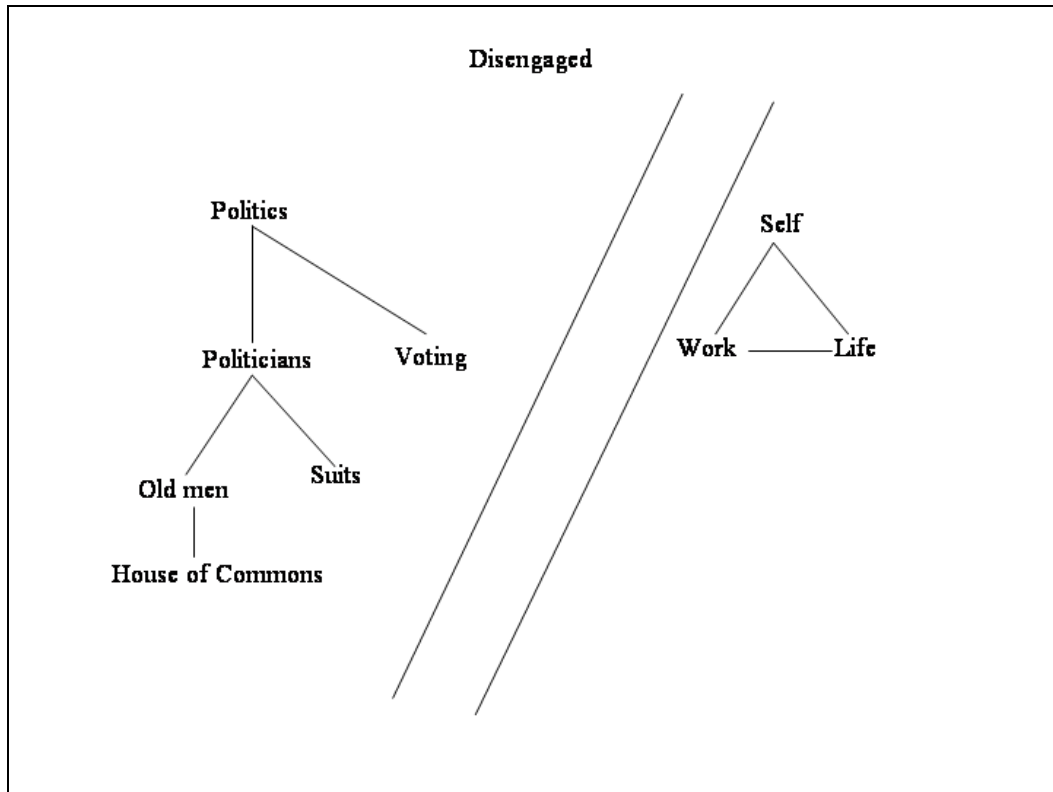 Disengaged
Politics
Self
Politicians
Voting
Work
Life
Old men
Suits
House of Commons